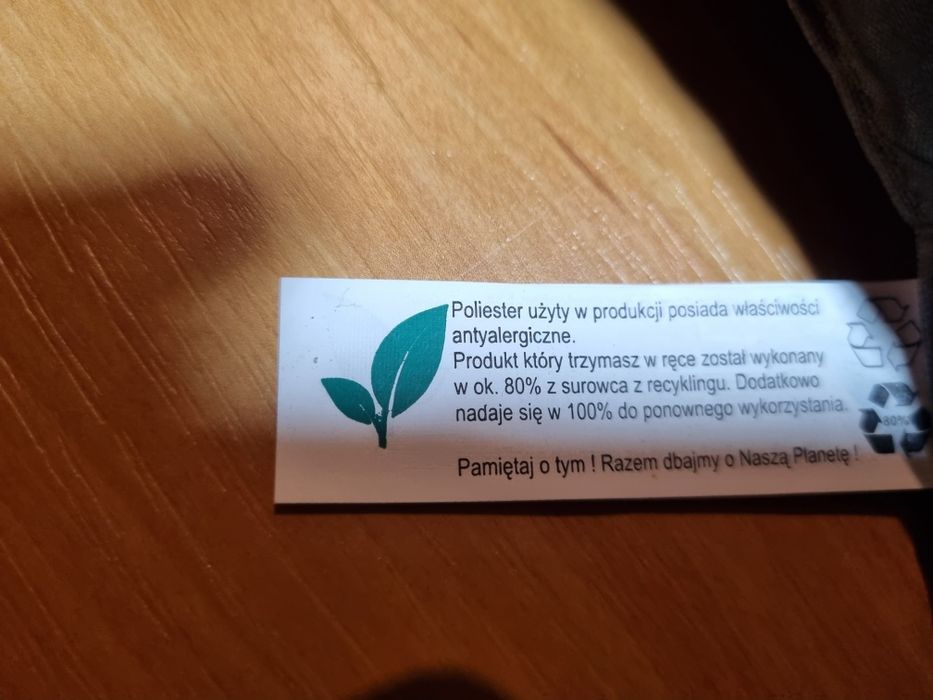 Poliester użyty w produkcji posiada właściwości
antyalergiczne.
Produkt który trzymasz w ręce został wykonany
w ok. 80% z surowca z recyklingu. Dodatkowo
nadaje się w 100% do ponownego wykorzystania.
80%
Pamiętaj o tym ! Razem dbajmy o Naszą Planetę !